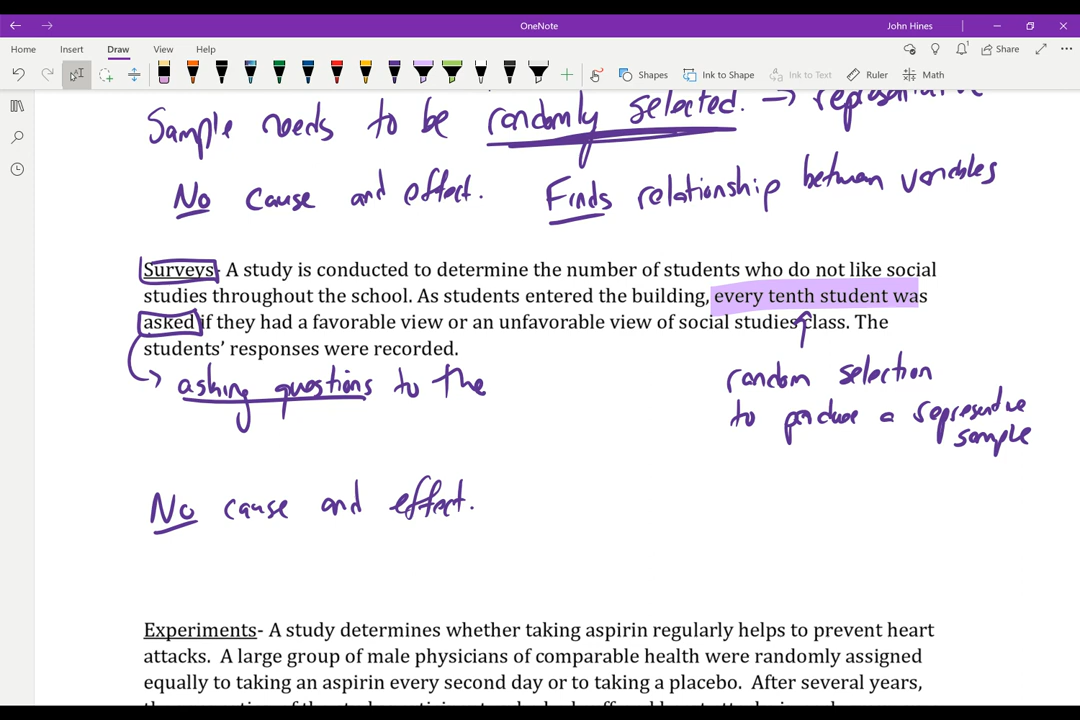 OneNote
John Hines
Home Insert Draw View Help
Share
Shapes Ink to Shape Ink to Text Ruler Math
Sample needs to be randomly selected. → representative
No cause and effect. Finds relationship between variables
Surveys- A study is conducted to determine the number of students who do not like social
studies throughout the school. As students entered the building, every tenth student was
asked if they had a favorable view or an unfavorable view of social studies class. The
students' responses were recorded.
→ asking questions to the
random selection
to produce a representive
sample
No cause and effect.
Experiments- A study determines whether taking aspirin regularly helps to prevent heart
attacks. A large group of male physicians of comparable health were randomly assigned
equally to taking an aspirin every second day or to taking a placebo. After several years,